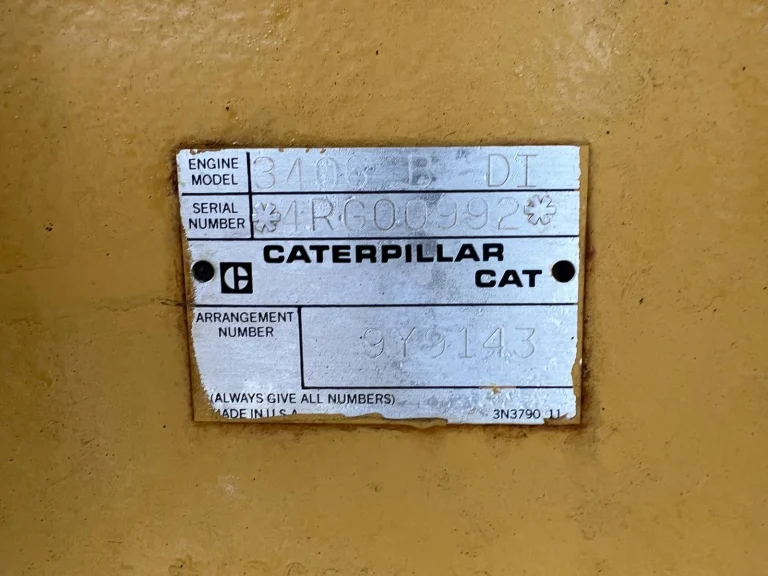 ENGINE MODEL 3406 B DI
SERIAL NUMBER *4RG00992*
CATERPILLAR
C CAT
ARRANGEMENT NUMBER 9Y9143
(ALWAYS GIVE ALL NUMBERS)
MADE IN U.S.A. 3N3790 11